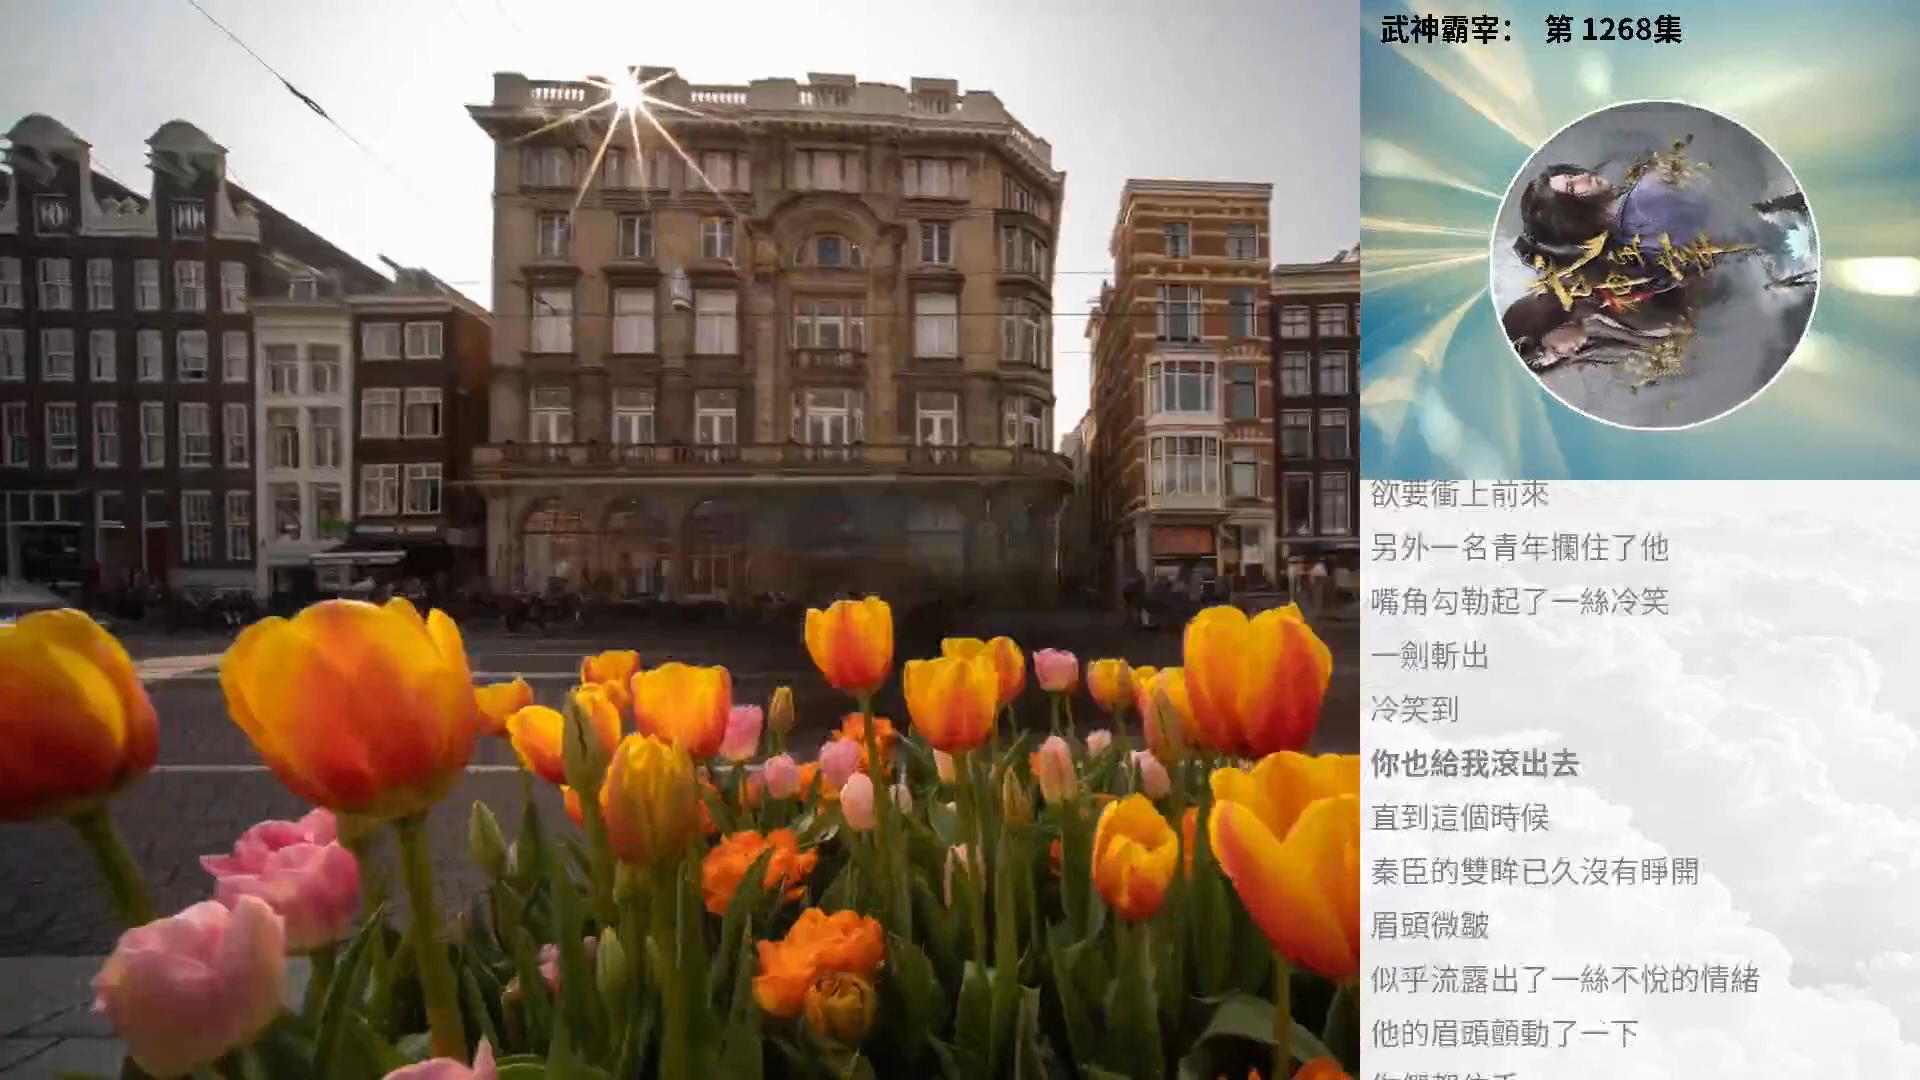 武神霸宰： 第 1268集
欲要衝上前來
另外一名青年攔住了他
嘴角勾勒起了一絲冷笑
一劍斬出
冷笑到
你也給我滾出去
直到這個時候
秦臣的雙眸已久沒有睜開
眉頭微皺
似乎流露出了一絲不悅的情緒
他的眉頭顫動了一下